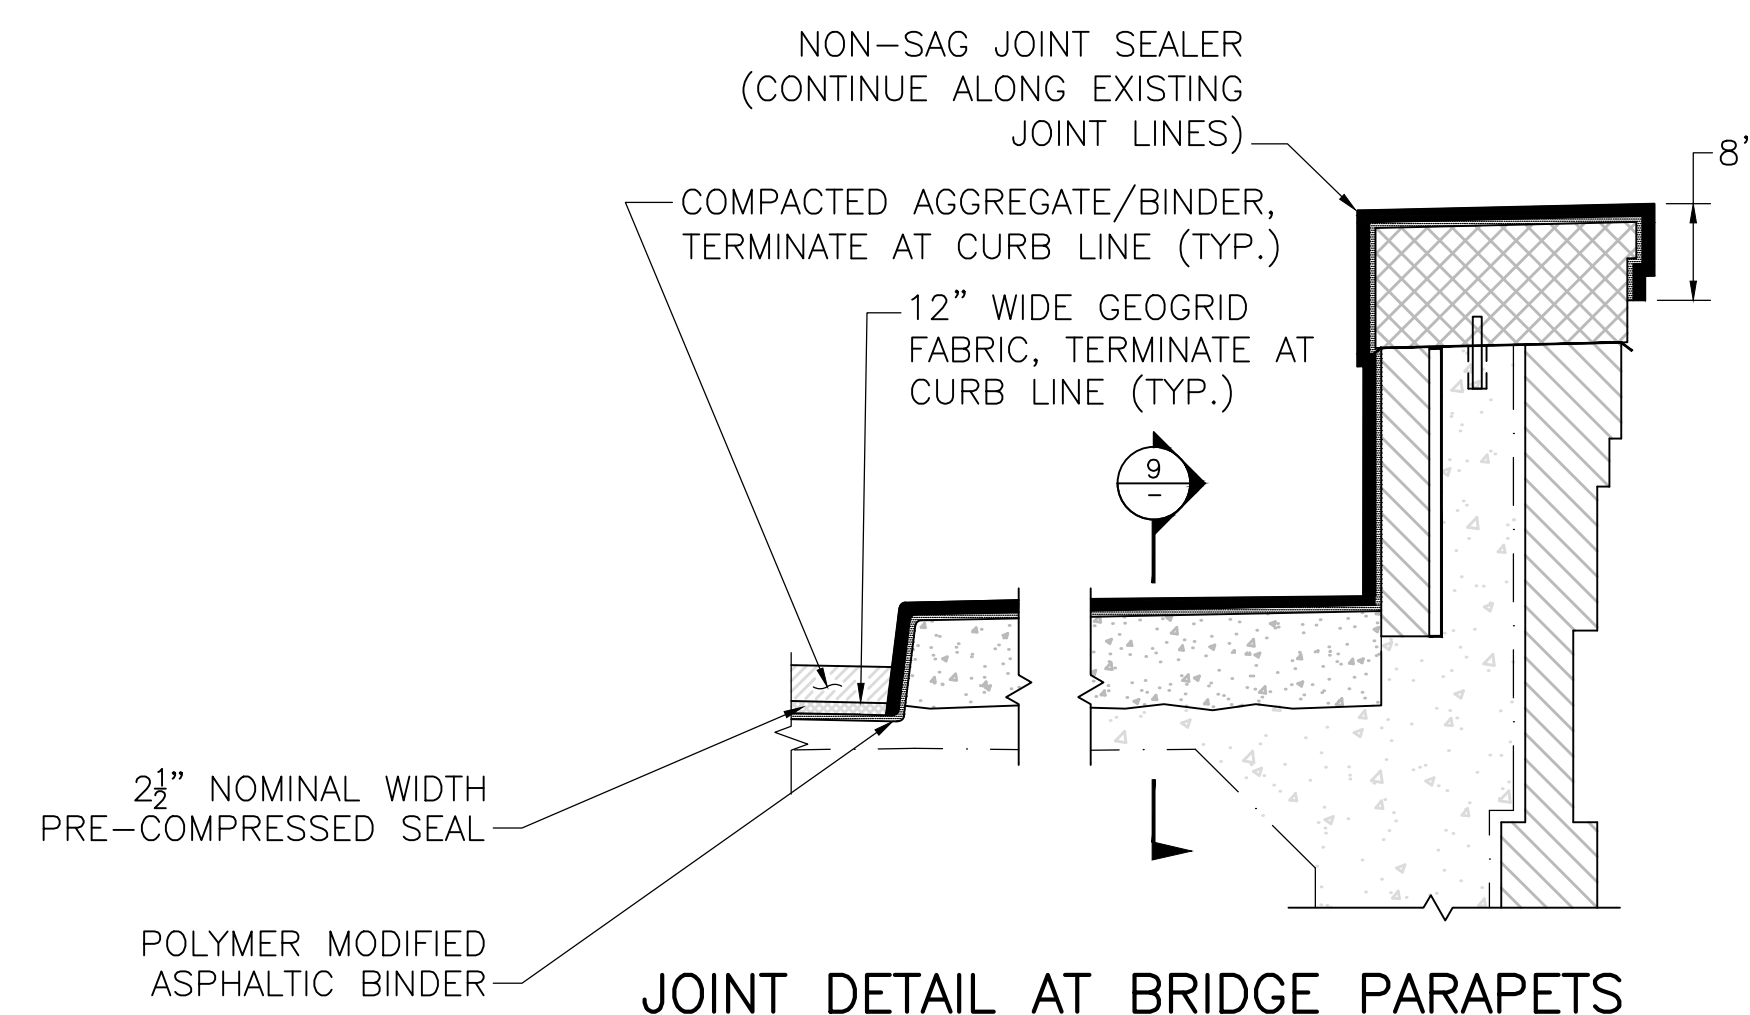 NON-SAG JOINT SEALER
(CONTINUE ALONG EXISTING
JOINT LINES)
8'
COMPACTED AGGREGATE/BINDER,
TERMINATE AT CURB LINE (TYP.)
12" WIDE GEOGRID
FABRIC, TERMINATE AT
CURB LINE (TYP.)
9
-
2½" NOMINAL WIDTH
PRE-COMPRESSED SEAL
POLYMER MODIFIED
ASPHALTIC BINDER
JOINT DETAIL AT BRIDGE PARAPETS